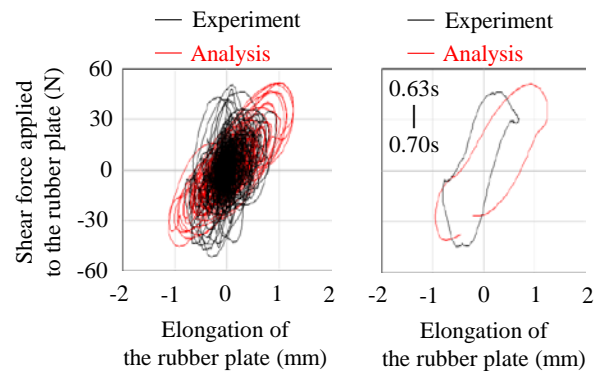 Experiment
Analysis
Experiment
Analysis
Shear force applied
to the rubber plate (N)
60
30
0
-30
-60
-2
-1
0
1
2
Elongation of
the rubber plate (mm)
0.63s
0.70s
-2
-1
0
1
2
Elongation of
the rubber plate (mm)